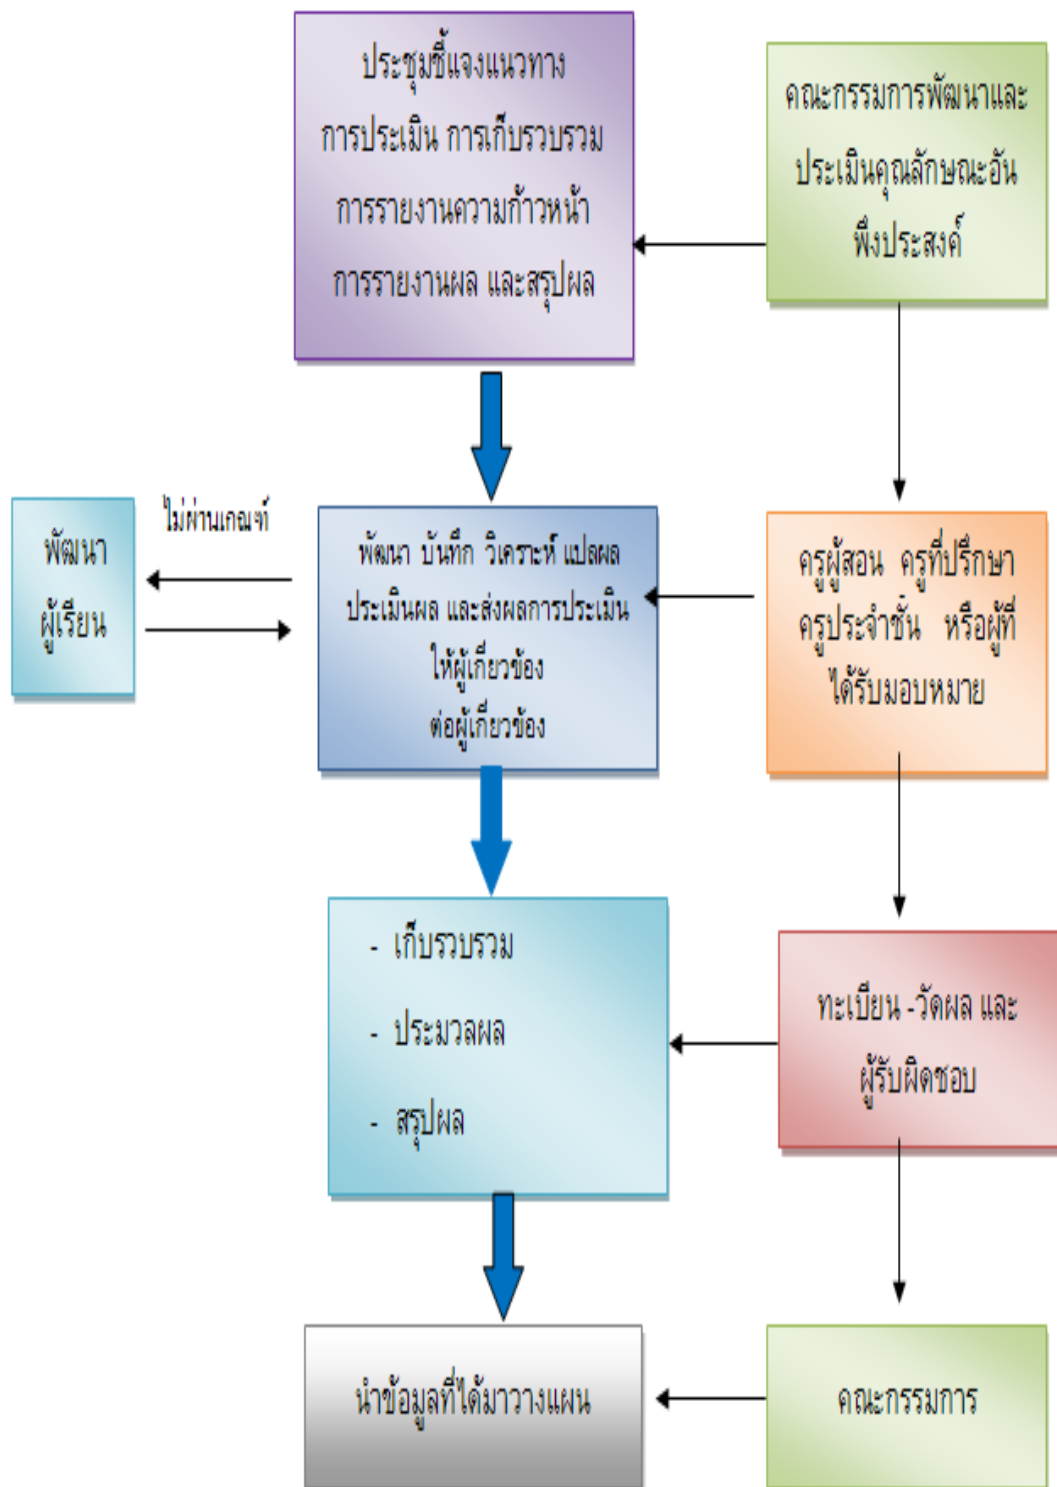 ประชุมชี้แจงแนวทาง
การประเมิน การเก็บรวบรวม
การรายงานความก้าวหน้า
การรายงานผล และสรุปผล
คณะกรรมการพัฒนาและ
ประเมินคุณลักษณะอัน
พึงประสงค์
พัฒนา
ผู้เรียน
ไม่ผ่านเกณฑ์
พัฒนา บันทึก วิเคราะห์ แปลผล
ประเมินผล และส่งผลการประเมิน
ให้ผู้เกี่ยวข้อง
ต่อผู้เกี่ยวข้อง
ครูผู้สอน ครูที่ปรึกษา
ครูประจำชั้น หรือผู้ที่
ได้รับมอบหมาย
- เก็บรวบรวม
- ประมวลผล
- สรุปผล
ทะเบียน -วัดผล และ
ผู้รับผิดชอบ
นำข้อมูลที่ได้มาวางแผน
คณะกรรมการ